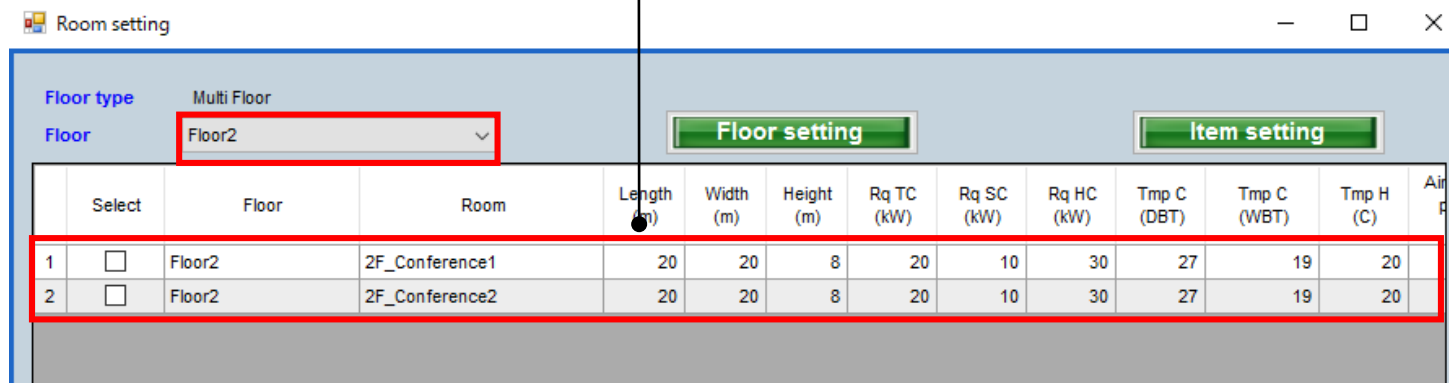 Room setting
Floor type Multi Floor
Floor Floor2 Floor setting Item setting
Select Floor Room Length (m) Width (m) Height (m) Rq TC (kW) Rq SC (kW) Rq HC (kW) Tmp C (DBT) Tmp C (WBT) Tmp H (C) Air
1 Floor2 2F_Conference1 20 20 8 20 10 30 27 19 20
2 Floor2 2F_Conference2 20 20 8 20 10 30 27 19 20